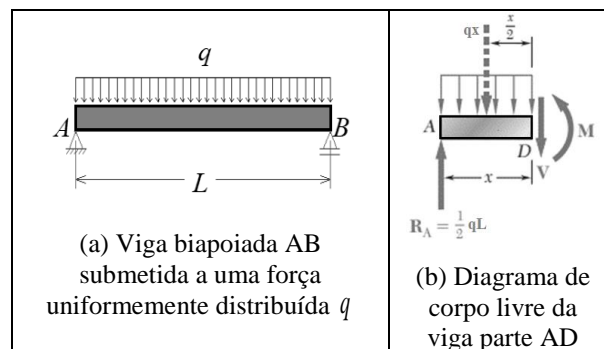 q
A
B
L
(a) Viga biapoiada AB
submetida a uma força
uniformemente distribuída q
qx
x/2
A
D
M
V
x
R_A = 1/2 qL
(b) Diagrama de
corpo livre da
viga parte AD